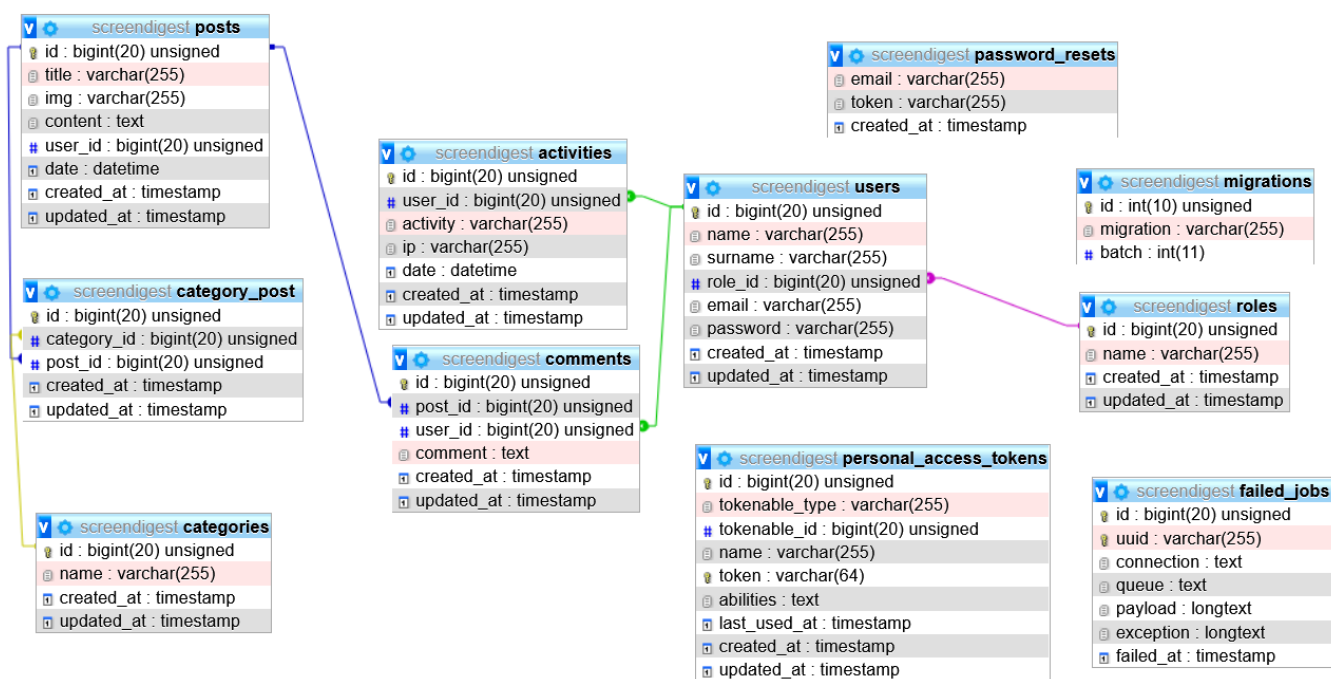 screendigest posts
id : bigint(20) unsigned
title : varchar(255)
img : varchar(255)
content : text
user_id : bigint(20) unsigned
date : datetime
created_at : timestamp
updated_at : timestamp
screendigest category_post
id : bigint(20) unsigned
category_id : bigint(20) unsigned
post_id : bigint(20) unsigned
created_at : timestamp
updated_at : timestamp
screendigest categories
id : bigint(20) unsigned
name : varchar(255)
created_at : timestamp
updated_at : timestamp
screendigest activities
id : bigint(20) unsigned
user_id : bigint(20) unsigned
activity : varchar(255)
ip : varchar(255)
date : datetime
created_at : timestamp
updated_at : timestamp
screendigest comments
id : bigint(20) unsigned
post_id : bigint(20) unsigned
user_id : bigint(20) unsigned
comment : text
created_at : timestamp
updated_at : timestamp
screendigest users
id : bigint(20) unsigned
name : varchar(255)
surname : varchar(255)
role_id : bigint(20) unsigned
email : varchar(255)
password : varchar(255)
created_at : timestamp
updated_at : timestamp
screendigest personal_access_tokens
id : bigint(20) unsigned
tokenable_type : varchar(255)
tokenable_id : bigint(20) unsigned
name : varchar(255)
token : varchar(64)
abilities : text
last_used_at : timestamp
created_at : timestamp
updated_at : timestamp
screendigest password_resets
email : varchar(255)
token : varchar(255)
created_at : timestamp
screendigest migrations
id : int(10) unsigned
migration : varchar(255)
batch : int(11)
screendigest roles
id : bigint(20) unsigned
name : varchar(255)
created_at : timestamp
updated_at : timestamp
screendigest failed_jobs
id : bigint(20) unsigned
uuid : varchar(255)
connection : text
queue : text
payload : longtext
exception : longtext
failed_at : timestamp